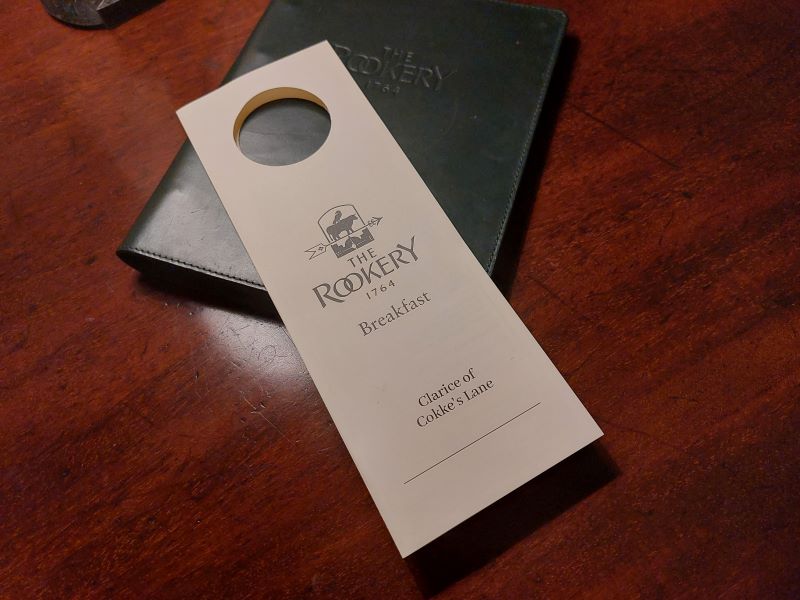 THE
ROOKERY
1764
THE
ROOKERY
1764
Breakfast
Clarice of
Cokke's Lane